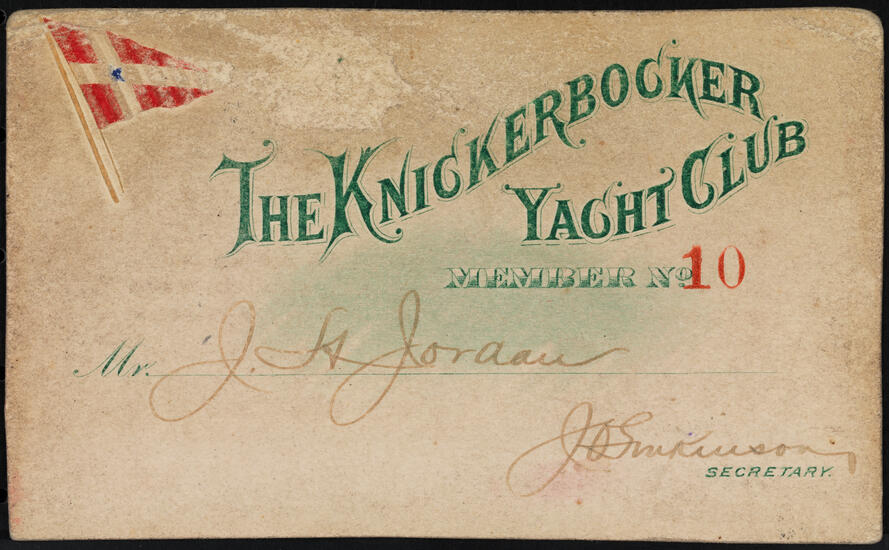 THE KNICKERBOCKER
YACHT CLUB
MEMBER No 10
Mr. J. H Jordan
SECRETARY.